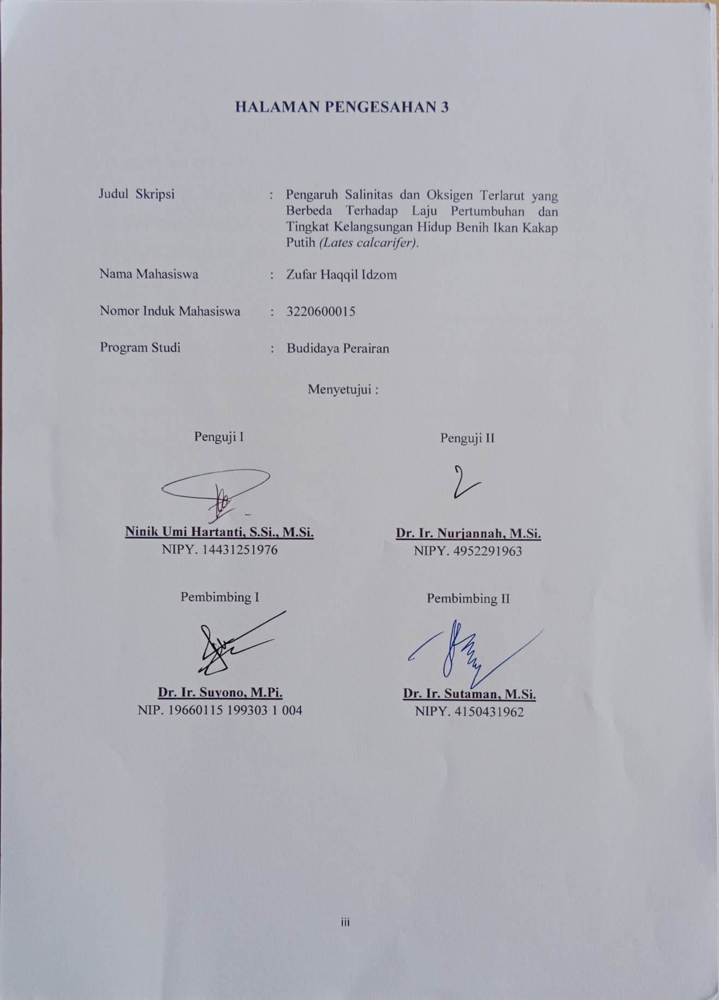 HALAMAN PENGESAHAN 3
Judul Skripsi : Pengaruh Salinitas dan Oksigen Terlarut yang
Berbeda Terhadap Laju Pertumbuhan dan
Tingkat Kelangsungan Hidup Benih Ikan Kakap
Putih (Lates calcarifer).
Nama Mahasiswa : Zufar Haqqil Idzom
Nomor Induk Mahasiswa : 3220600015
Program Studi : Budidaya Perairan
Menyetujui :
Penguji I
Penguji II
Ninik Umi Hartanti, S.Si., M.Si.
NIPY. 14431251976
Dr. Ir. Nurjannah, M.Si.
NIPY. 4952291963
Pembimbing I
Pembimbing II
Dr. Ir. Suyono, M.Pi.
NIP. 19660115 199303 1 004
Dr. Ir. Sutaman, M.Si.
NIPY. 4150431962
iii